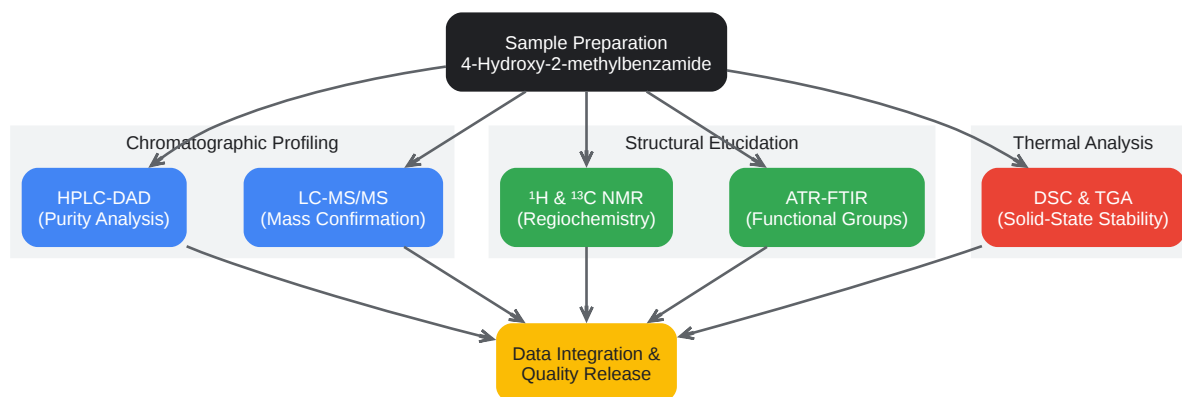 Sample Preparation
4-Hydroxy-2-methylbenzamide
Chromatographic Profiling
Structural Elucidation
Thermal Analysis
HPLC-DAD
(Purity Analysis)
LC-MS/MS
(Mass Confirmation)
¹H & ¹³C NMR
(Regiochemistry)
ATR-FTIR
(Functional Groups)
DSC & TGA
(Solid-State Stability)
Data Integration &
Quality Release